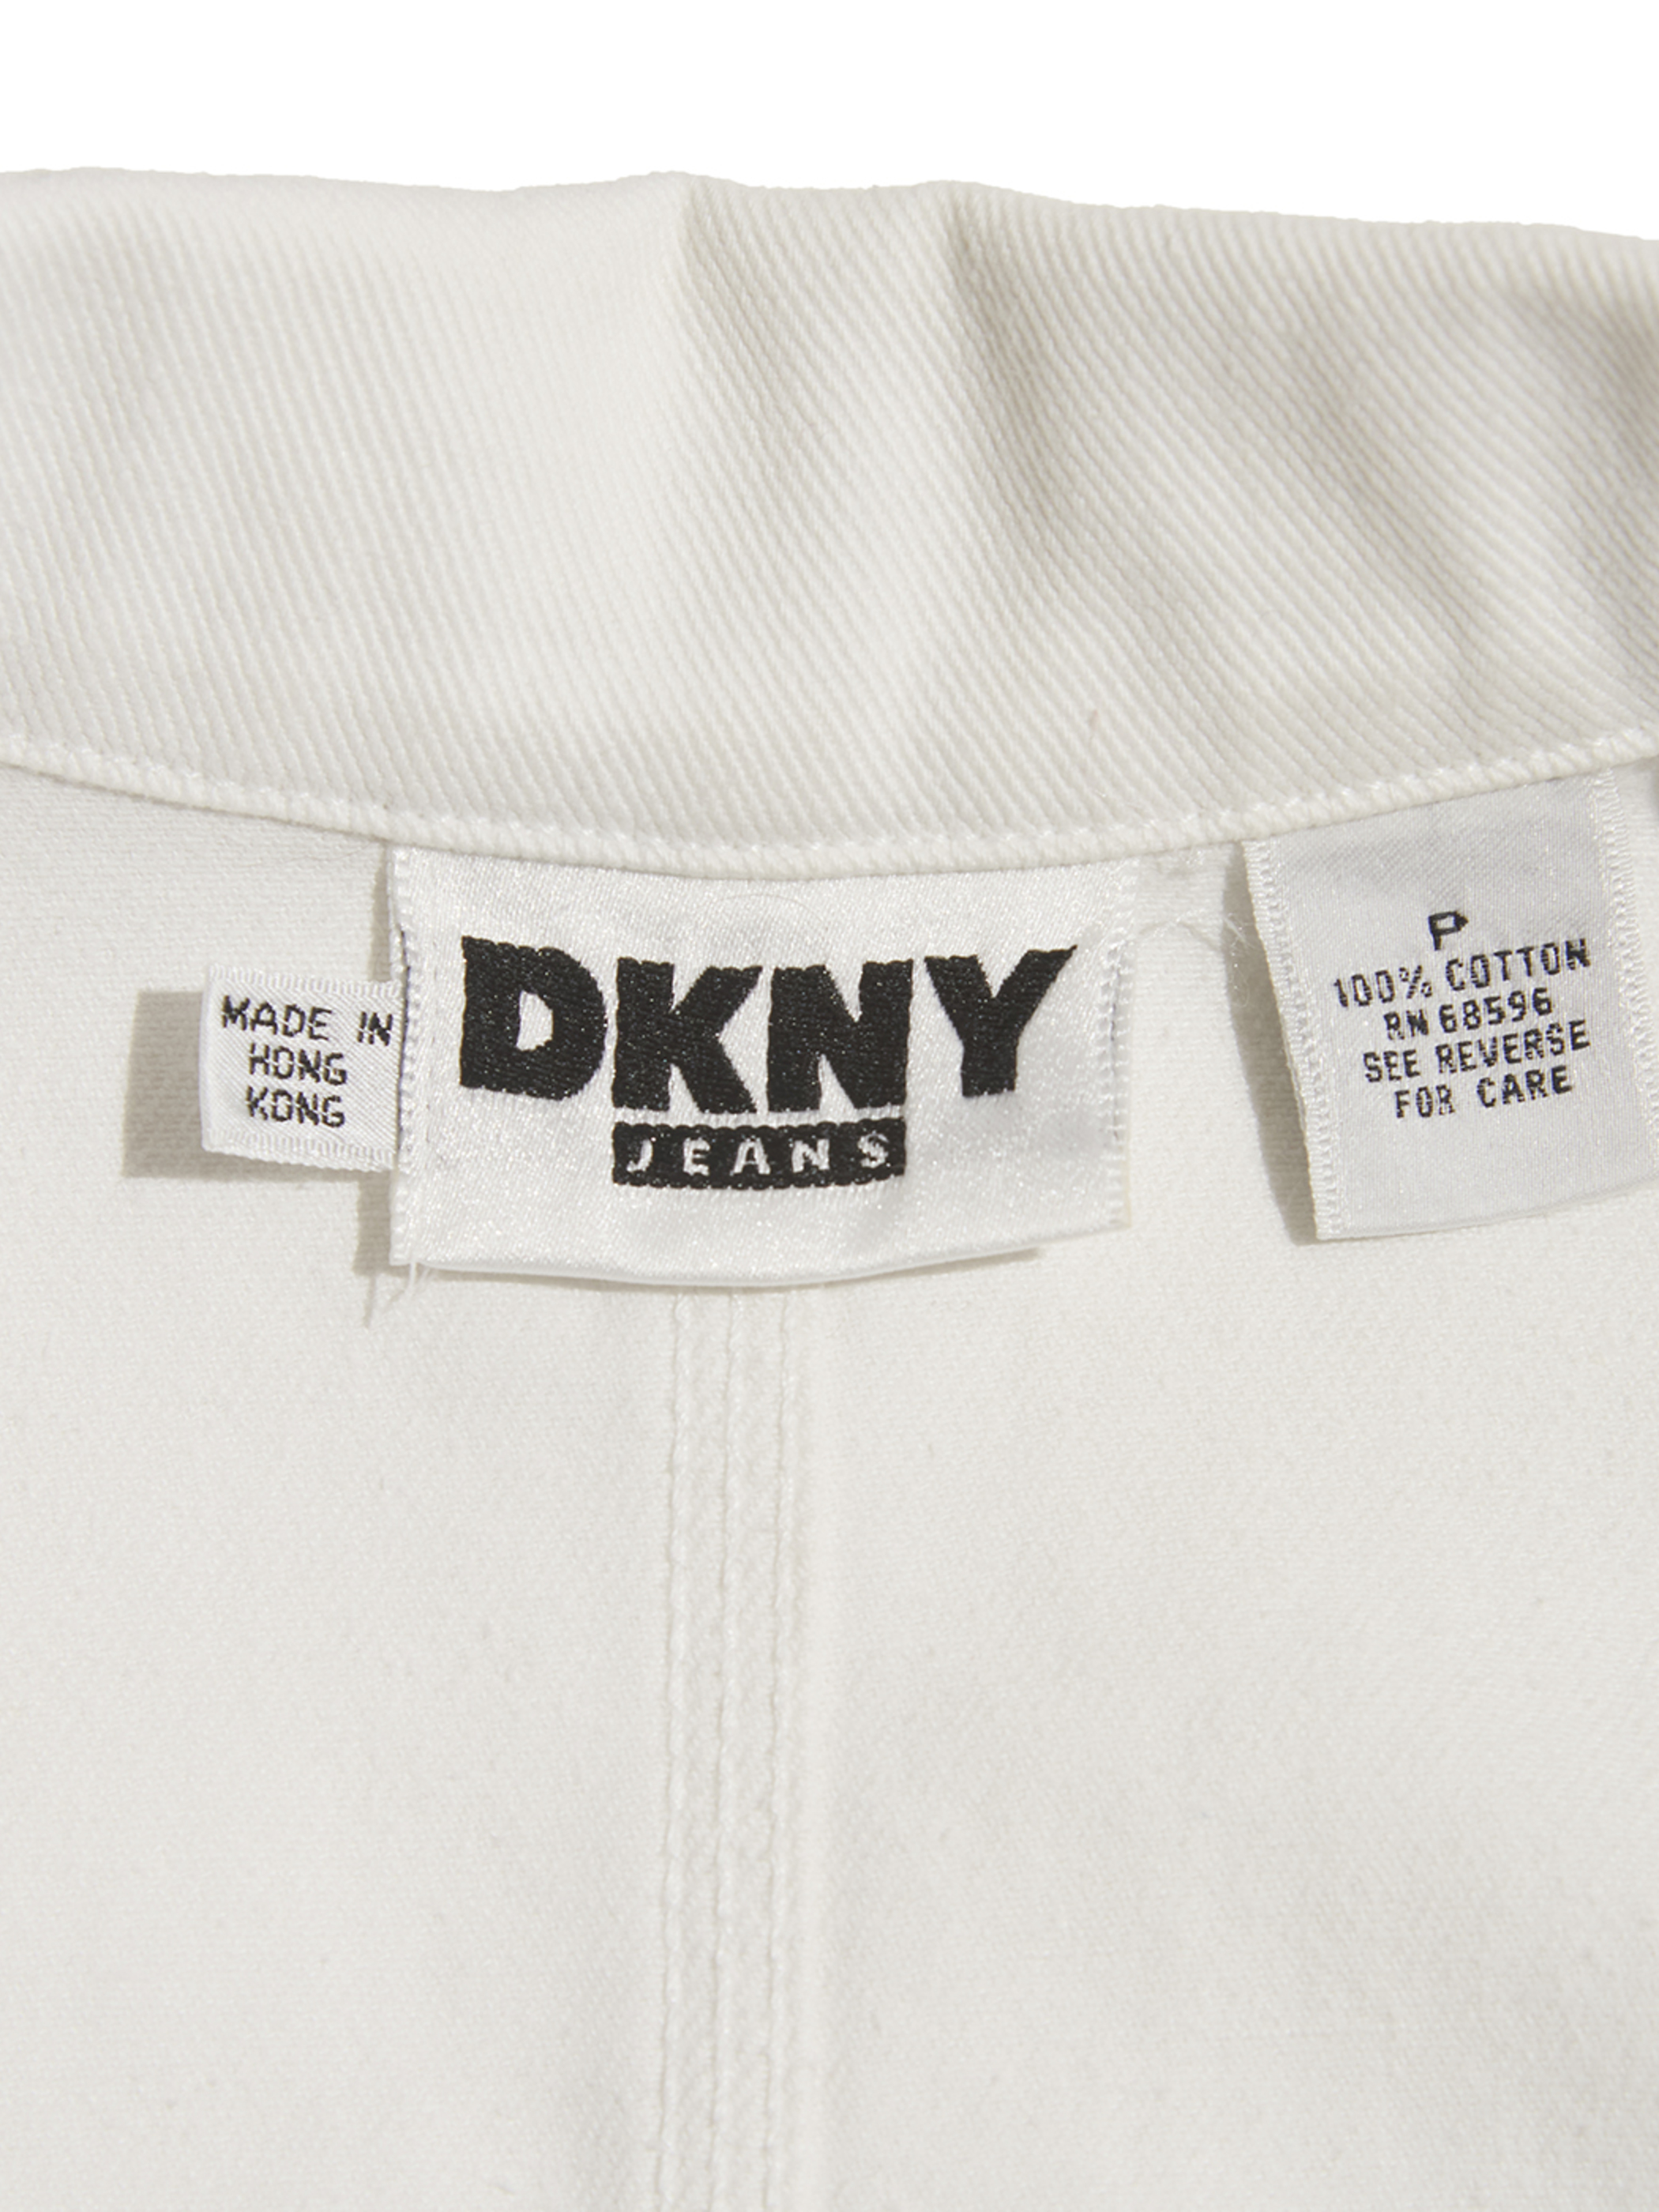 MADE IN
HONG
KONG
DKNY
JEANS
P
100% COTTON
RN 68596
SEE REVERSE
FOR CARE